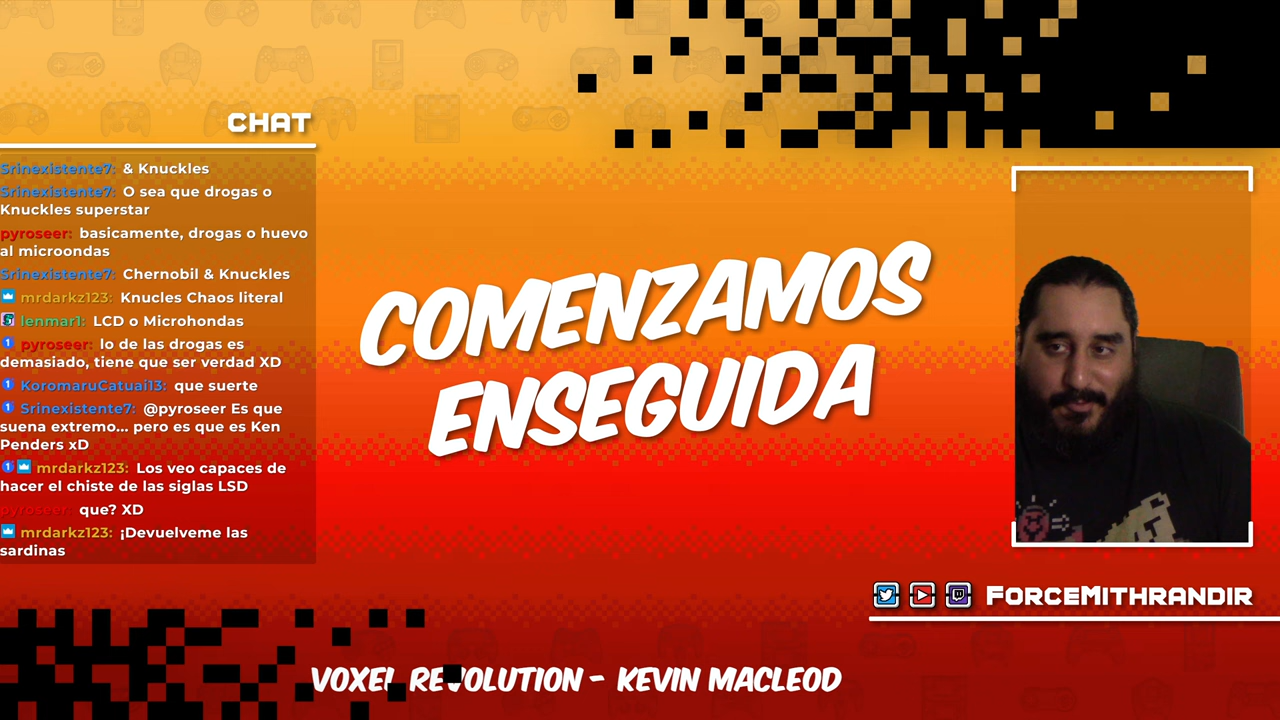 CHAT
Srinexistente7: & Knuckles
Srinexistente7: O sea que drogas o
Knuckles superstar
pyroseer: basicamente, drogas o huevo
al microondas
Srinexistente7: Chernobil & Knuckles
mrdarkz123: Knucles Chaos literal
lenmar1: LCD o Microhondas
1 pyroseer: lo de las drogas es
demasiado, tiene que ser verdad XD
1 KoromaruCatuai13: que suerte
1 Srinexistente7: @pyroseer Es que
suena extremo... pero es que es Ken
Penders xD
1 mrdarkz123: Los veo capaces de
hacer el chiste de las siglas LSD
pyroseer: que? XD
mrdarkz123: ¡Devuelveme las
sardinas
COMENZAMOS
ENSEGUIDA
FORCEMITHRANDIR
VOXEL REVOLUTION - KEVIN MACLEOD